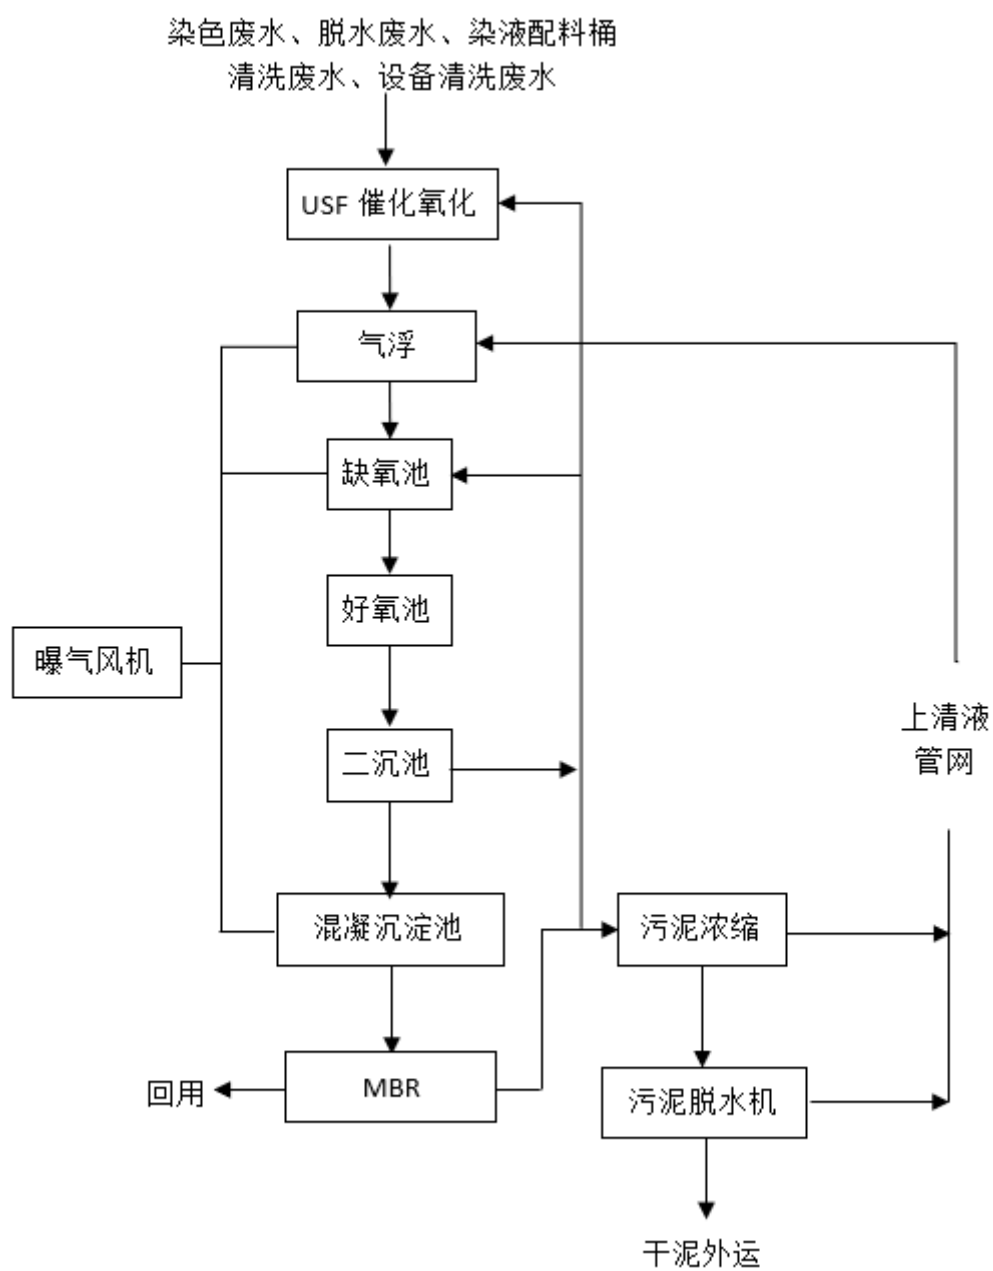 染色废水、脱水废水、染液配料桶
清洗废水、设备清洗废水
USF 催化氧化
气浮
缺氧池
好氧池
曝气风机
上清液
管网
二沉池
混凝沉淀池
污泥浓缩
MBR
回用
污泥脱水机
干泥外运